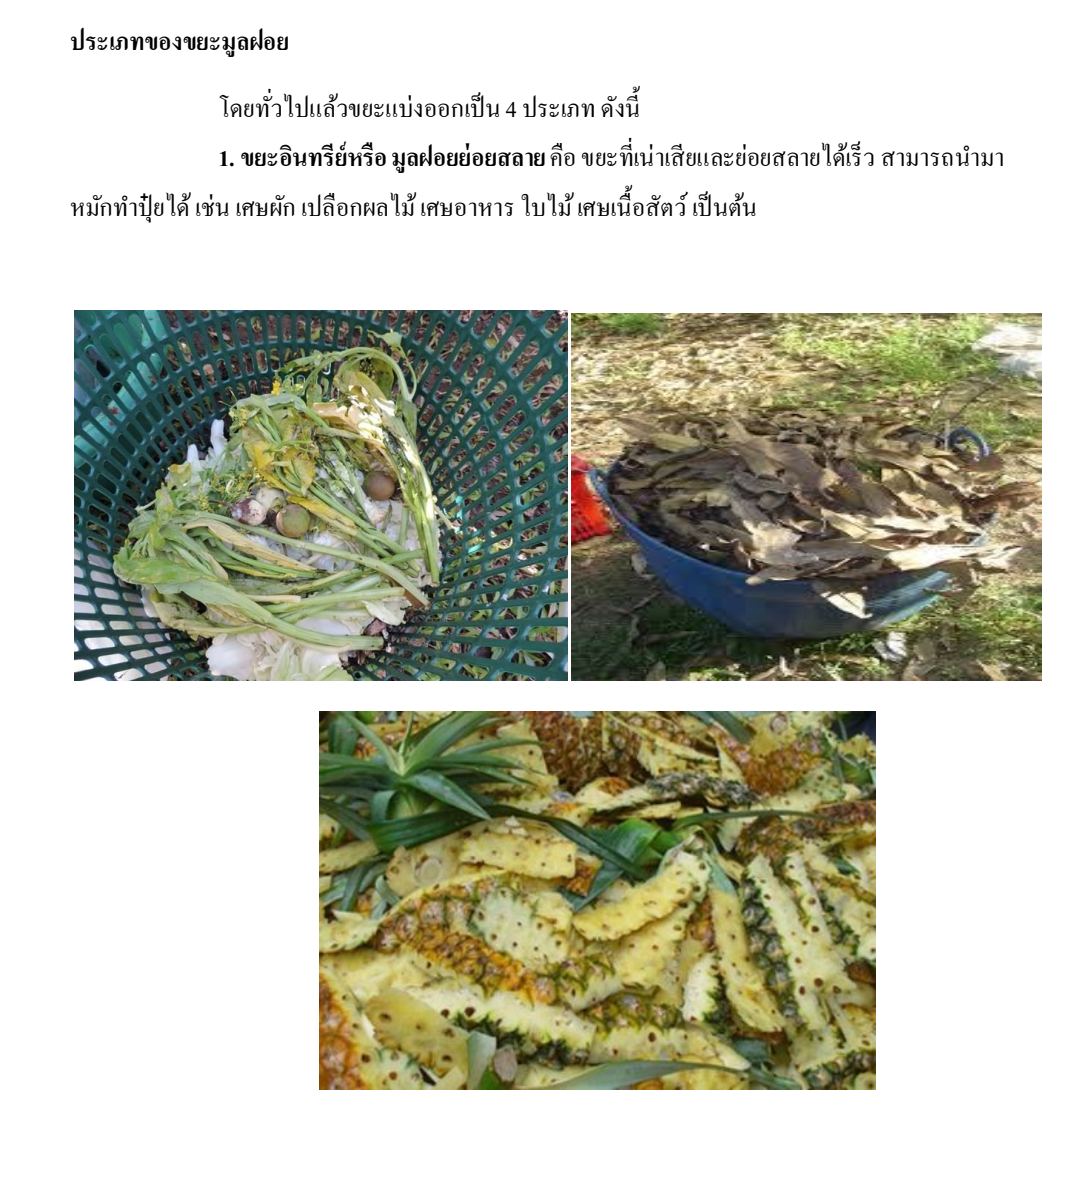 ประเภทของขยะมูลฝอย
โดยทั่วไปแล้วขยะแบ่งออกเป็น 4 ประเภท ดังนี้
1. ขยะอินทรีย์หรือ มูลฝอยย่อยสลาย คือ ขยะที่เน่าเสียและย่อยสลายได้เร็ว สามารถนำมา
หมักทำปุ๋ยได้ เช่น เศษผัก เปลือกผลไม้ เศษอาหาร ใบไม้ เศษเนื้อสัตว์ เป็นต้น